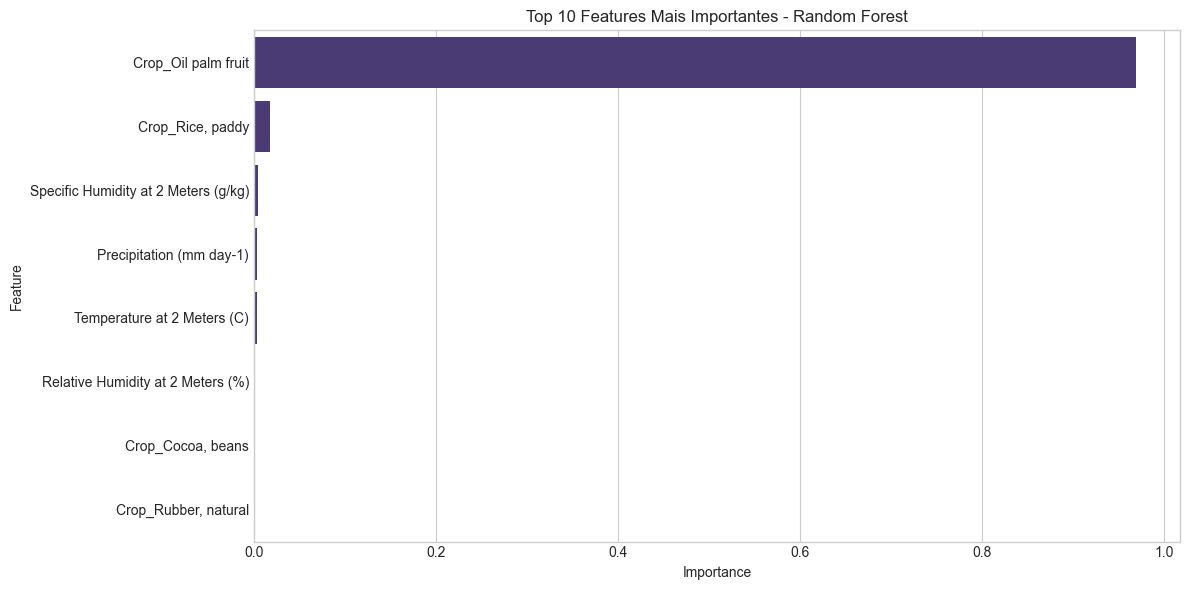 Top 10 Features Mais Importantes - Random Forest
Crop_Oil palm fruit
Crop_Rice, paddy
Specific Humidity at 2 Meters (g/kg)
Precipitation (mm day-1)
Temperature at 2 Meters (C)
Relative Humidity at 2 Meters (%)
Crop_Cocoa, beans
Crop_Rubber, natural
Feature
0.0 0.2 0.4 0.6 0.8 1.0
Importance